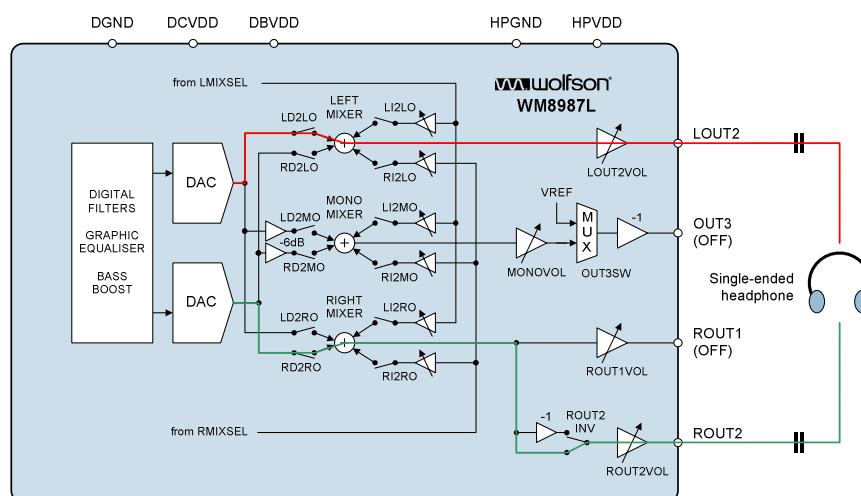 DGND
DCVDD
DBVDD
HPGND
HPVDD
from LMIXSEL
wolfson
WM8987L
LEFT
MIXER
LD2LO
LI2LO
LOUT2
RD2LO
RI2LO
LOUT2VOL
DAC
DIGITAL
FILTERS
GRAPHIC
EQUALISER
BASS
BOOST
LD2MO
MONO
MIXER
LI2MO
-6dB
RD2MO
RI2MO
VREF
MUX
-1
MONOVOL
OUT3SW
OUT3
(OFF)
Single-ended
headphone
DAC
LD2RO
RIGHT
MIXER
LI2RO
RD2RO
RI2RO
ROUT1VOL
ROUT1
(OFF)
from RMIXSEL
-1
ROUT2
INV
ROUT2VOL
ROUT2